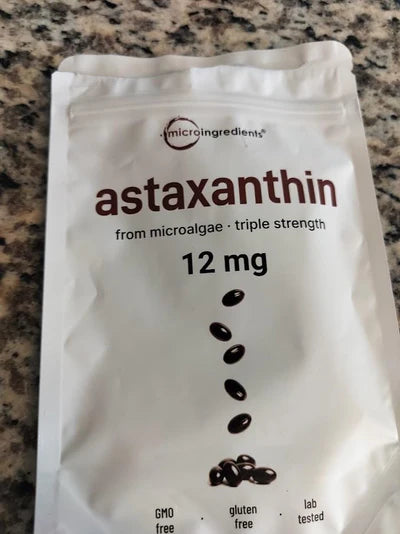 microingredients®
astaxanthin
from microalgae · triple strength
12 mg
GMO free · gluten free · lab tested